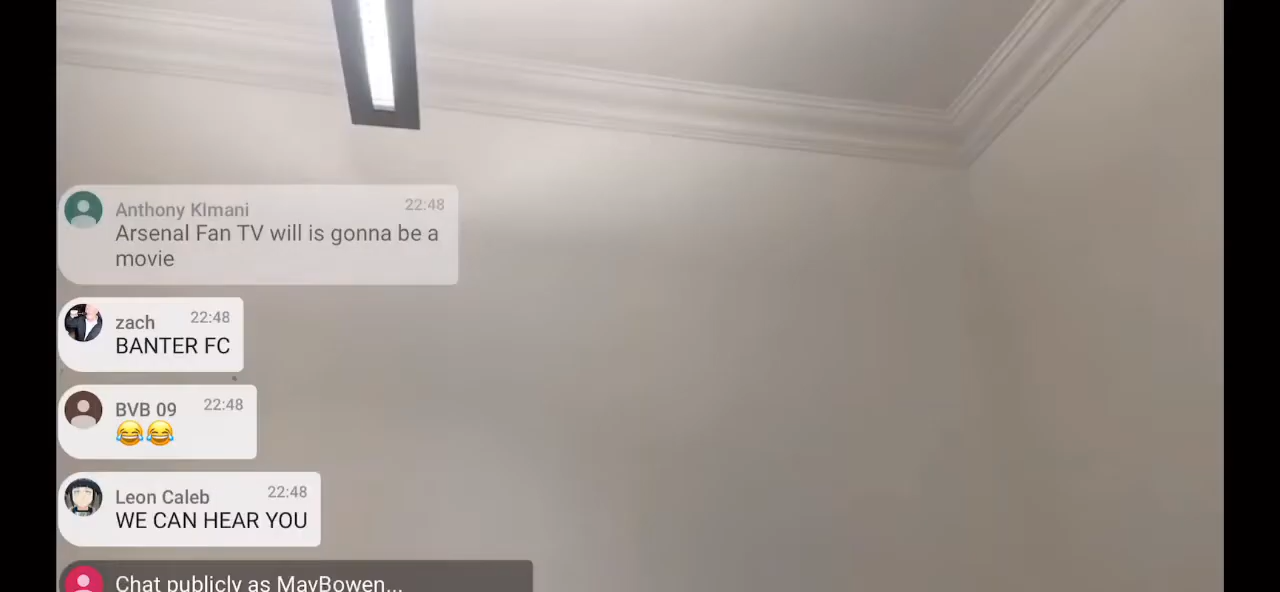 Anthony KImani 22:48
Arsenal Fan TV will is gonna be a
movie
zach 22:48
BANTER FC
BVB 09 22:48
😂😂
Leon Caleb 22:48
WE CAN HEAR YOU
Chat publicly as MayBowen...